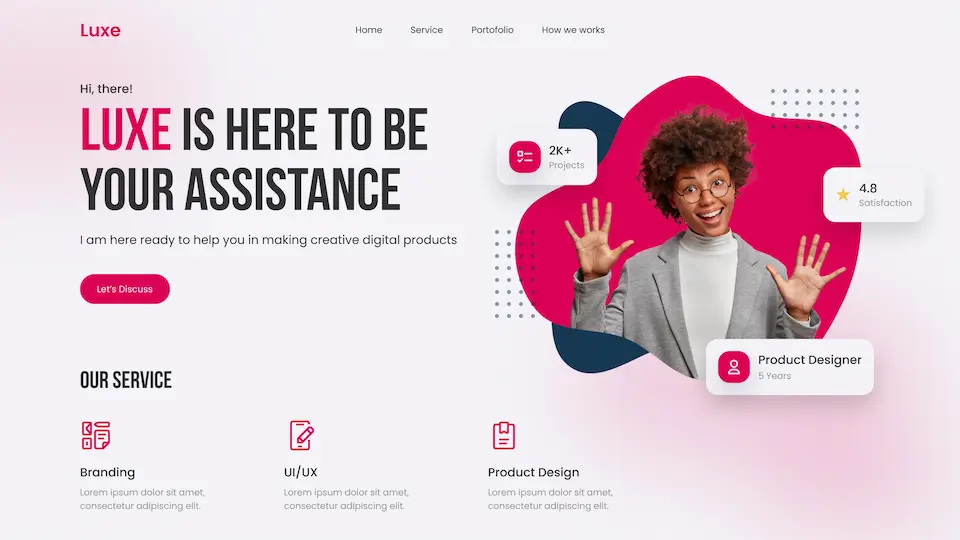 Luxe
Home
Service
Portofolio
How we works
Hi, there!
LUXE IS HERE TO BE
YOUR ASSISTANCE
I am here ready to help you in making creative digital products
Let's Discuss
2K+
Projects
4.8
Satisfaction
Product Designer
5 Years
OUR SERVICE
Branding
Lorem ipsum dolor sit amet,
consectetur adipiscing elit.
UI/UX
Lorem ipsum dolor sit amet,
consectetur adipiscing elit.
Product Design
Lorem ipsum dolor sit amet,
consectetur adipiscing elit.